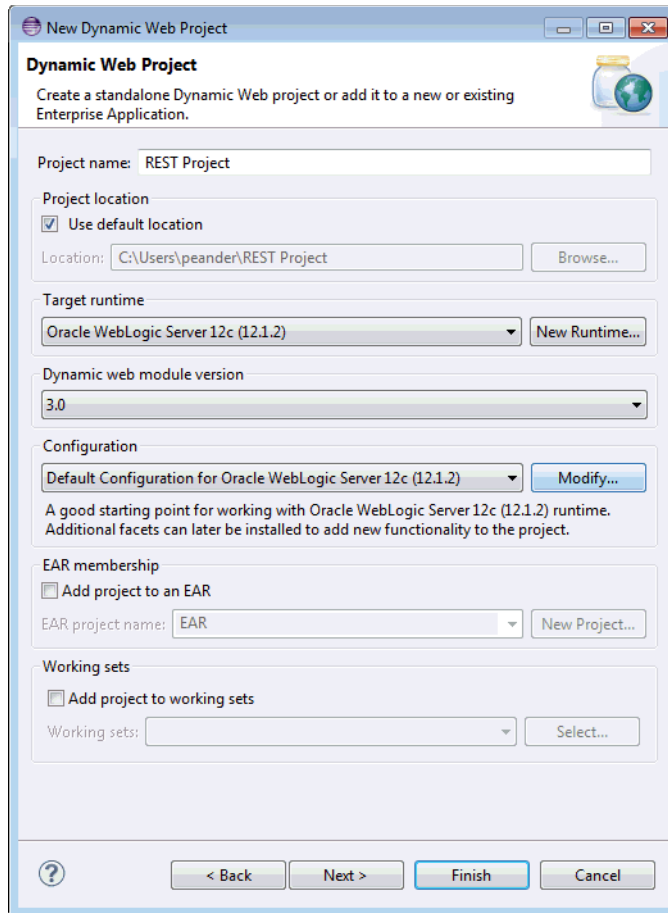 New Dynamic Web Project
Dynamic Web Project
Create a standalone Dynamic Web project or add it to a new or existing
Enterprise Application.
Project name: REST Project
Project location
Use default location
Location: C:\Users\peander\REST Project Browse...
Target runtime
Oracle WebLogic Server 12c (12.1.2) New Runtime...
Dynamic web module version
3.0
Configuration
Default Configuration for Oracle WebLogic Server 12c (12.1.2) Modify...
A good starting point for working with Oracle WebLogic Server 12c (12.1.2) runtime.
Additional facets can later be installed to add new functionality to the project.
EAR membership
Add project to an EAR
EAR project name: EAR New Project...
Working sets
Add project to working sets
Working sets: Select...
? < Back Next > Finish Cancel